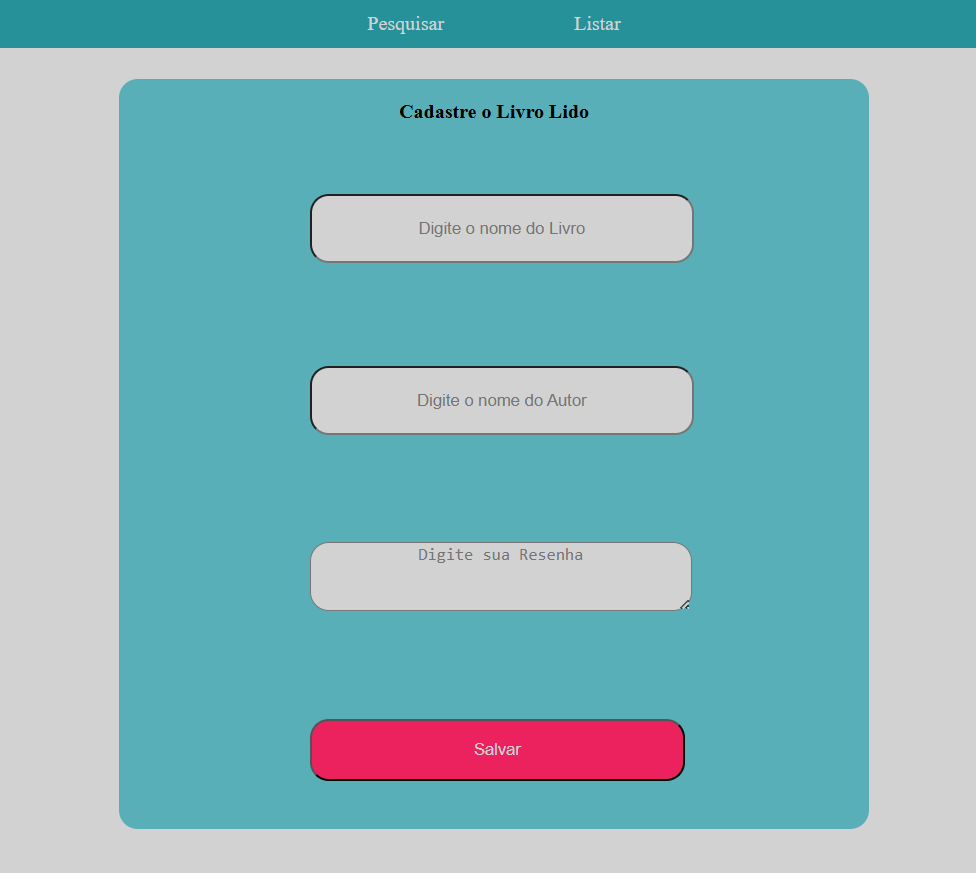 Pesquisar Listar
Cadastre o Livro Lido
Digite o nome do Livro
Digite o nome do Autor
Digite sua Resenha
Salvar